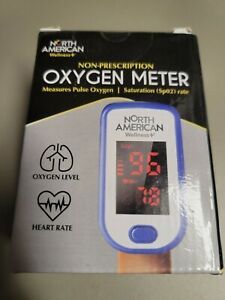 NORTH
AMERICAN
Wellness+
NON-PRESCRIPTION
OXYGEN METER
Measures Pulse Oxygen | Saturation (Sp02) rate
NORTH
AMERICAN
Wellness+
96
78
OXYGEN LEVEL
HEART RATE